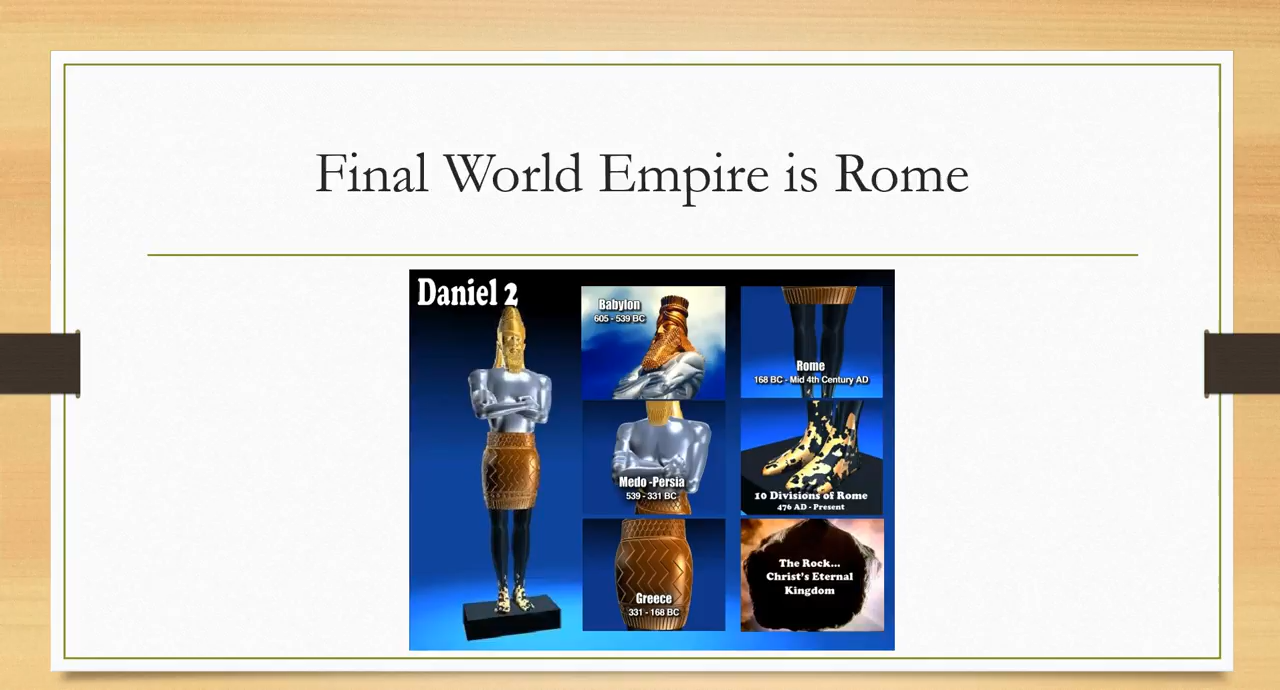 Final World Empire is Rome
Daniel 2
Babylon
605 - 539 BC
Medo -Persia
539 - 331 BC
Greece
331 - 168 BC
Rome
168 BC - Mid 4th Century AD
10 Divisions of Rome
476 AD - Present
The Rock...
Christ's Eternal
Kingdom